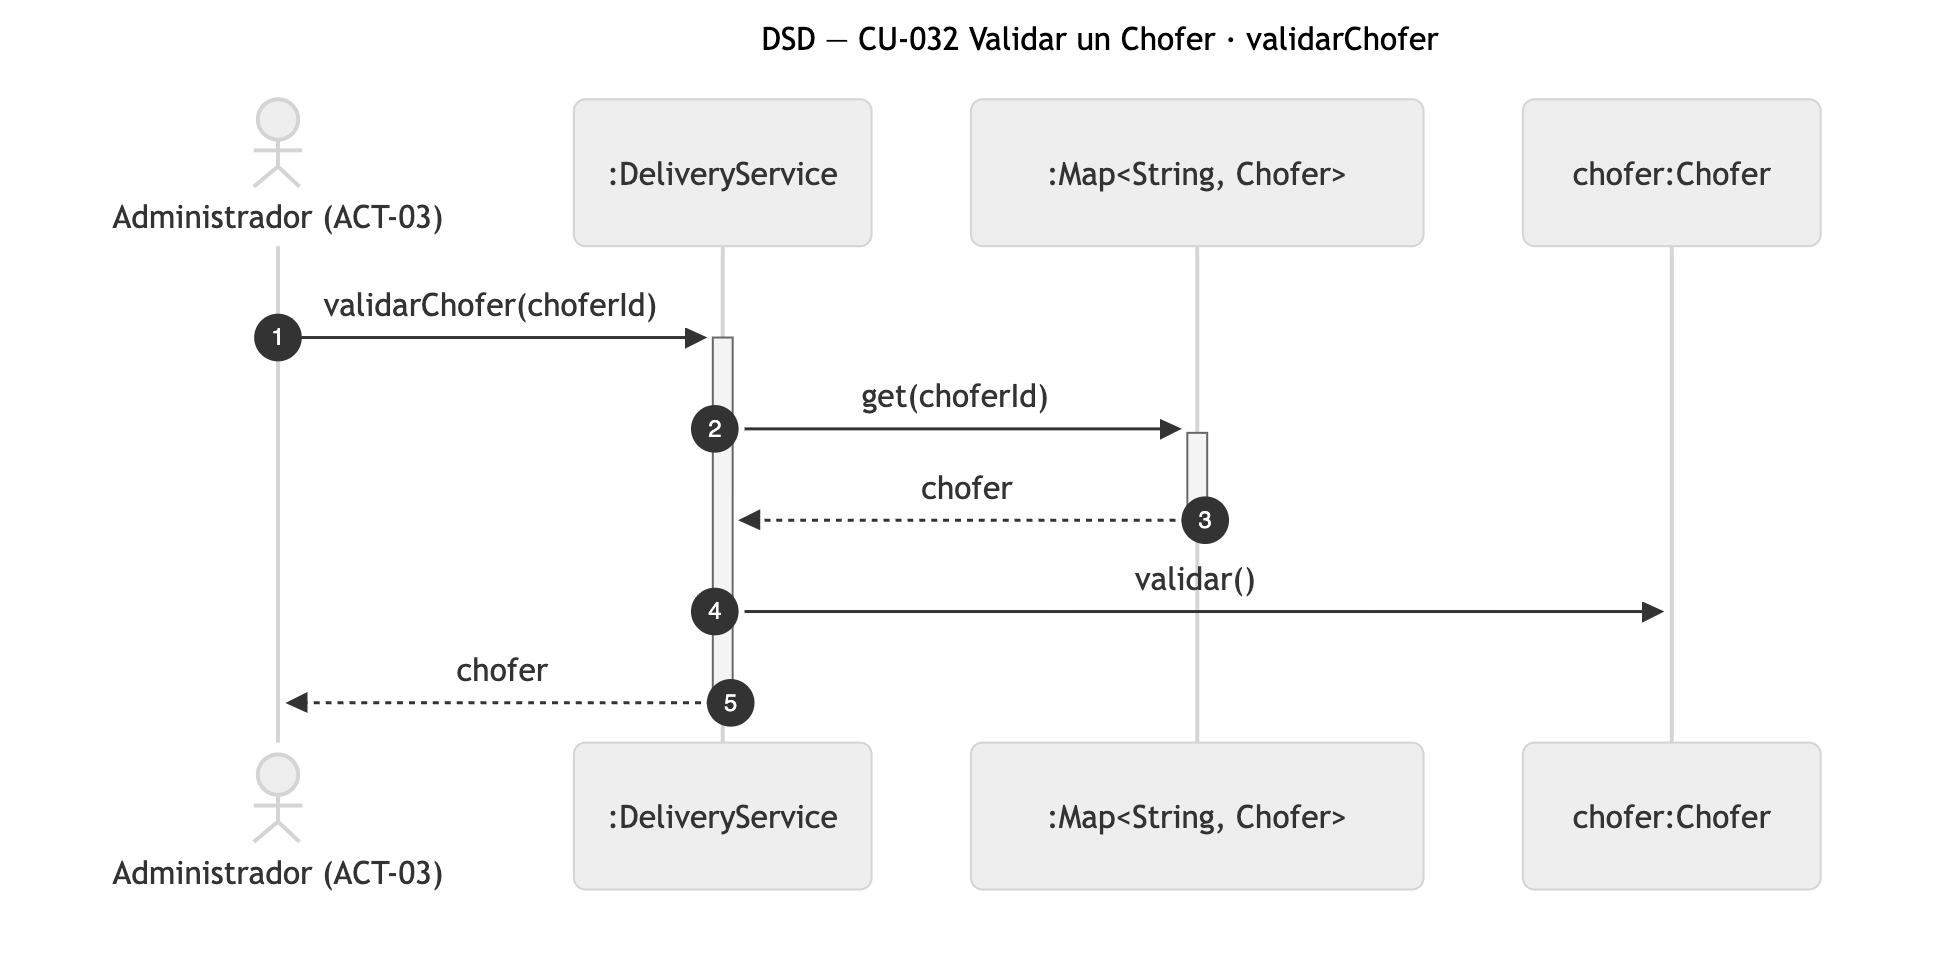 DSD — CU-032 Validar un Chofer · validarChofer
Administrador (ACT-03)
:DeliveryService
:Map<String, Chofer>
chofer:Chofer
validarChofer(choferId)
1
get(choferId)
2
chofer
3
validar()
4
chofer
5
Administrador (ACT-03)
:DeliveryService
:Map<String, Chofer>
chofer:Chofer